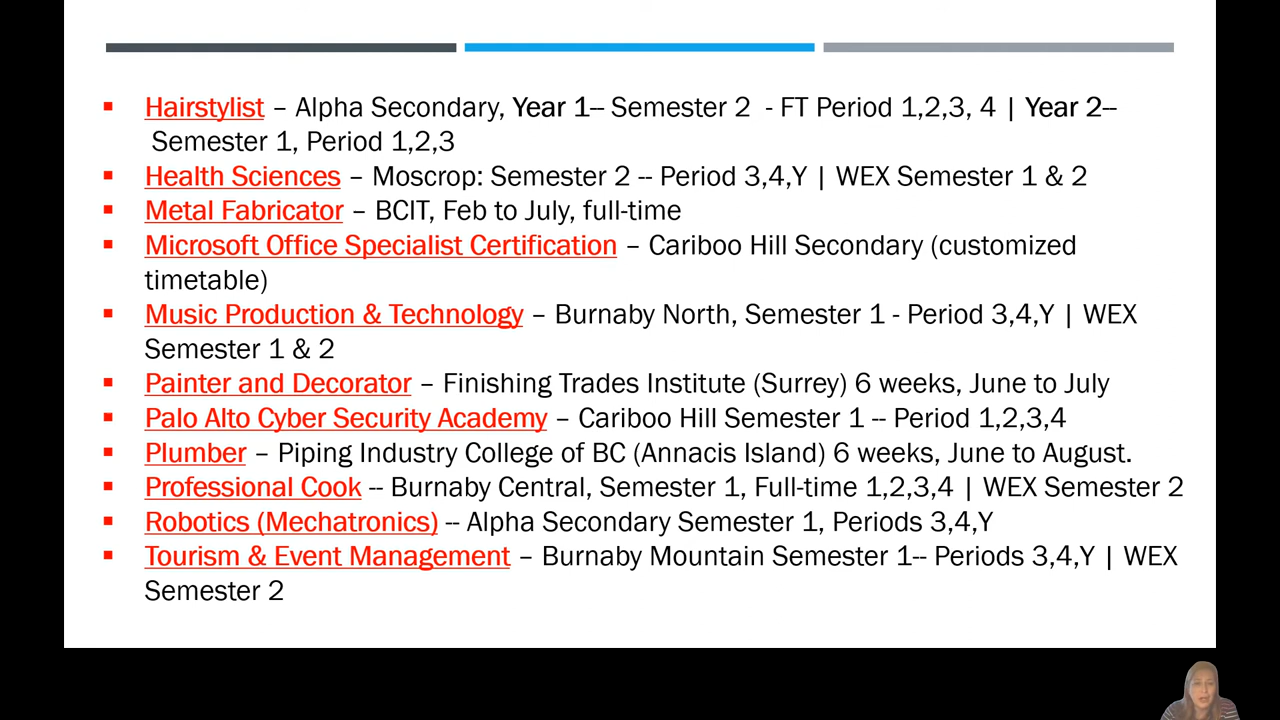 ▪ Hairstylist – Alpha Secondary, Year 1-- Semester 2  - FT Period 1,2,3, 4 | Year 2--
Semester 1, Period 1,2,3
▪ Health Sciences – Moscrop: Semester 2 -- Period 3,4,Y | WEX Semester 1 & 2
▪ Metal Fabricator – BCIT, Feb to July, full-time
▪ Microsoft Office Specialist Certification – Cariboo Hill Secondary (customized
timetable)
▪ Music Production & Technology – Burnaby North, Semester 1 - Period 3,4,Y | WEX
Semester 1 & 2
▪ Painter and Decorator – Finishing Trades Institute (Surrey) 6 weeks, June to July
▪ Palo Alto Cyber Security Academy – Cariboo Hill Semester 1 -- Period 1,2,3,4
▪ Plumber – Piping Industry College of BC (Annacis Island) 6 weeks, June to August.
▪ Professional Cook -- Burnaby Central, Semester 1, Full-time 1,2,3,4 | WEX Semester 2
▪ Robotics (Mechatronics) -- Alpha Secondary Semester 1, Periods 3,4,Y
▪ Tourism & Event Management – Burnaby Mountain Semester 1-- Periods 3,4,Y | WEX
Semester 2